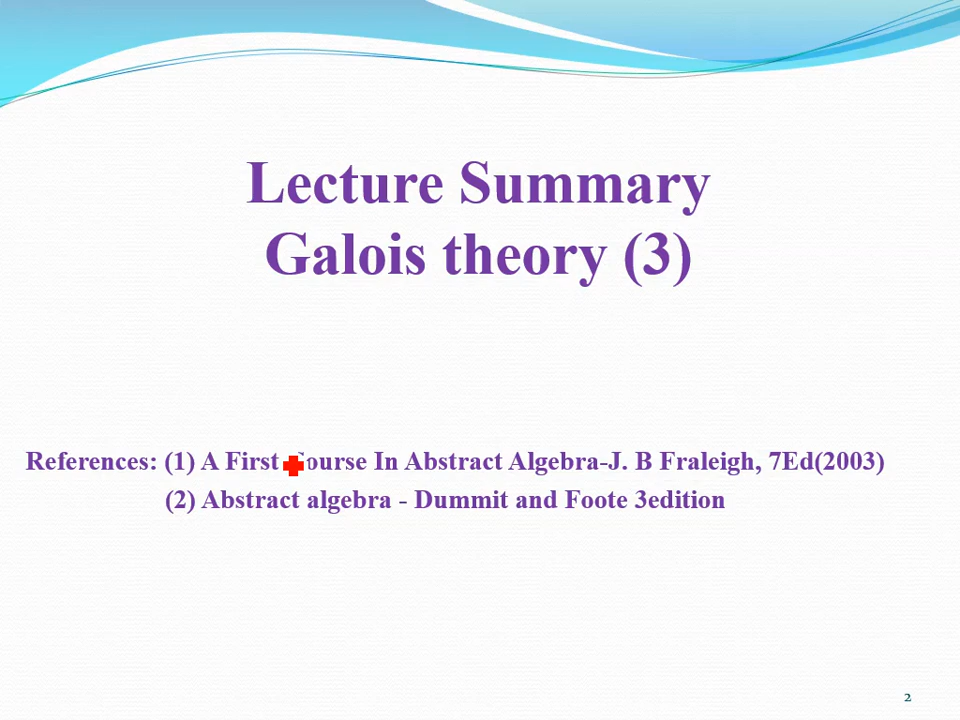 Lecture Summary
Galois theory (3)
References: (1) A First Course In Abstract Algebra-J. B Fraleigh, 7Ed(2003)
(2) Abstract algebra - Dummit and Foote 3edition
2